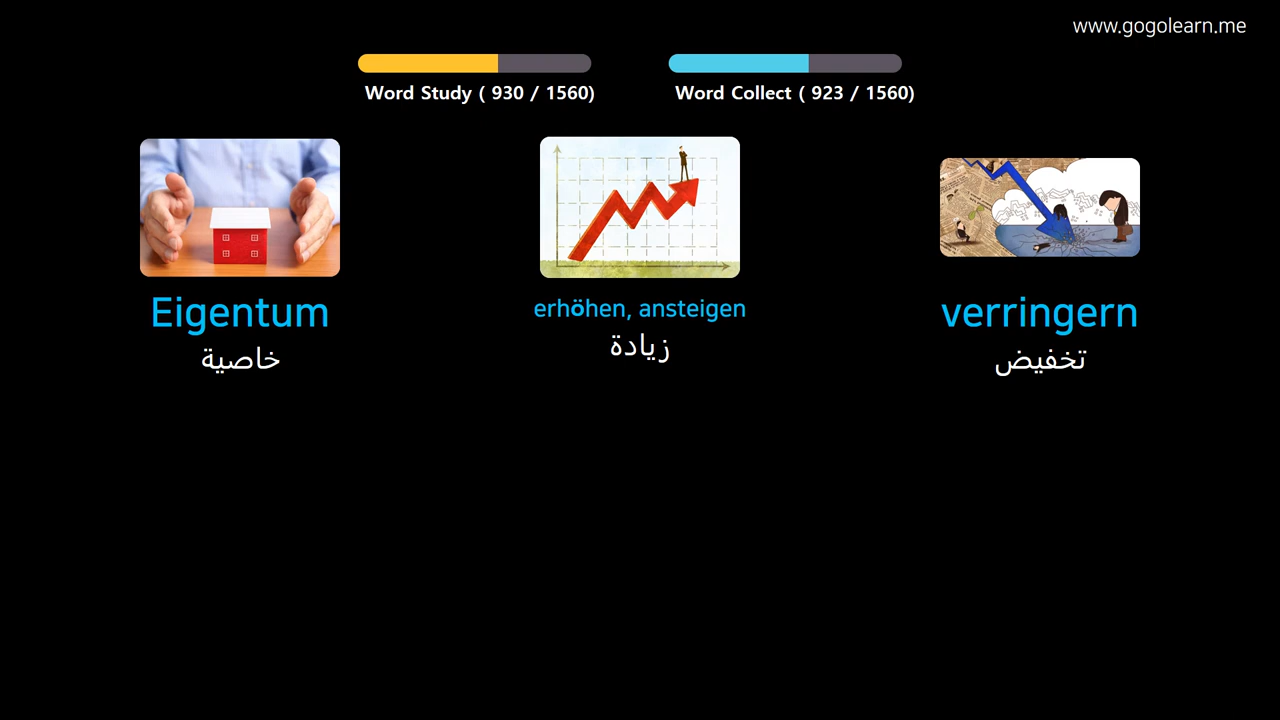 www.gogolearn.me
Word Study ( 930 / 1560)
Word Collect ( 923 / 1560)
Eigentum
خاصية
erhöhen, ansteigen
زيادة
verringern
تخفيض